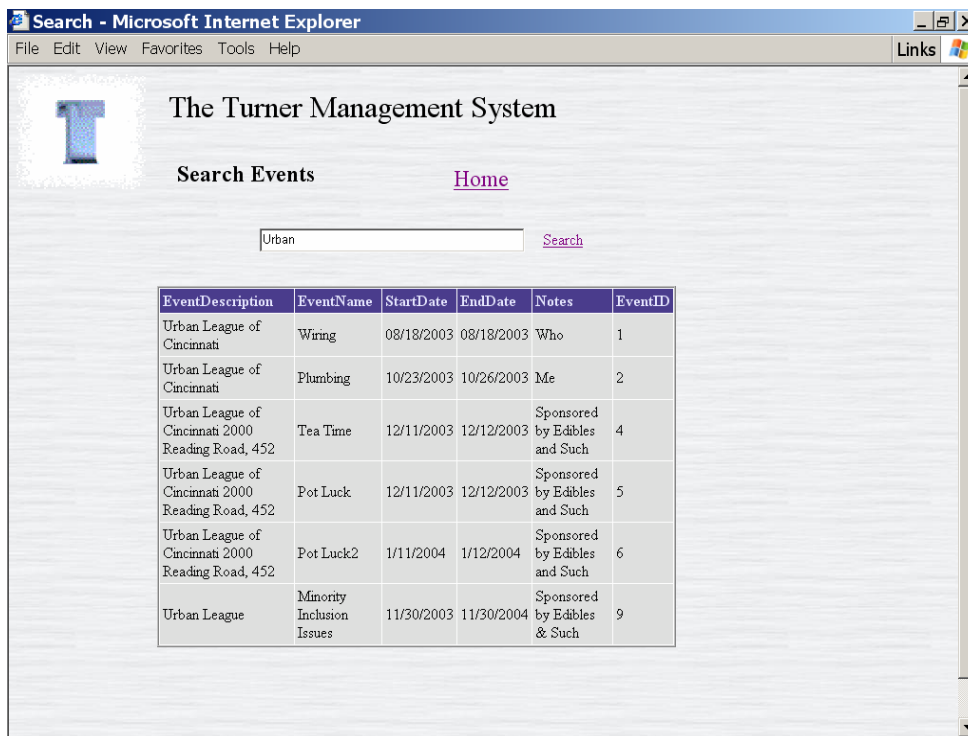 Search - Microsoft Internet Explorer
File Edit View Favorites Tools Help Links
T
The Turner Management System
Search Events Home
Urban Search
EventDescription EventName StartDate EndDate Notes EventID
Urban League of
Cincinnati
Wiring 08/18/2003 08/18/2003 Who 1
Urban League of
Cincinnati
Plumbing 10/23/2003 10/26/2003 Me 2
Urban League of
Cincinnati 2000
Reading Road, 452
Tea Time 12/11/2003 12/12/2003
Sponsored
by Edibles
and Such
4
Urban League of
Cincinnati 2000
Reading Road, 452
Pot Luck 12/11/2003 12/12/2003
Sponsored
by Edibles
and Such
5
Urban League of
Cincinnati 2000
Reading Road, 452
Pot Luck2 1/11/2004 1/12/2004
Sponsored
by Edibles
and Such
6
Urban League
Minority
Inclusion
Issues
11/30/2003 11/30/2004
Sponsored
by Edibles
& Such
9